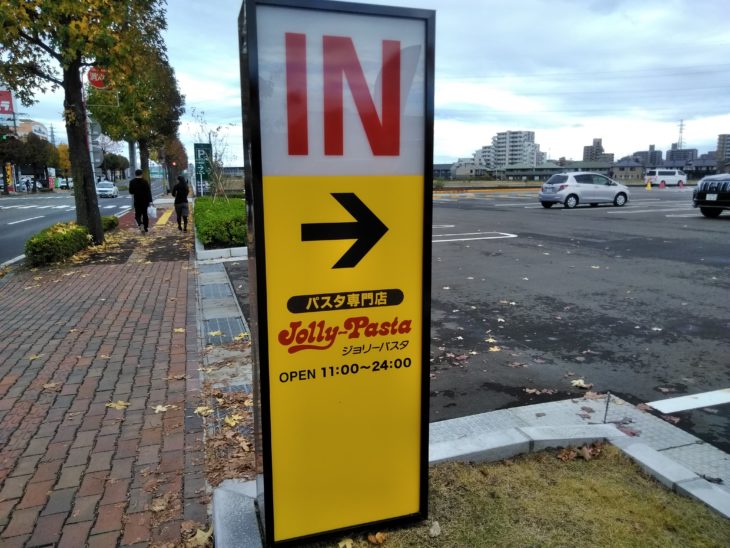 IN
パスタ専門店
Jolly-Pasta
ジョリーパスタ
OPEN 11:00～24:00
P